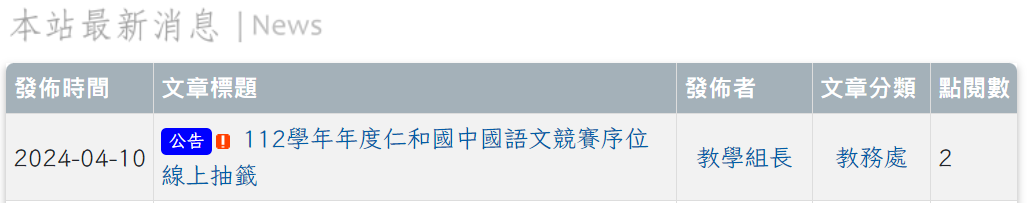 本站最新消息 | News
發佈時間 文章標題 發佈者 文章分類 點閱數
2024-04-10 公告 112學年年度仁和國中國語文競賽序位 教學組長 教務處 2
線上抽籤